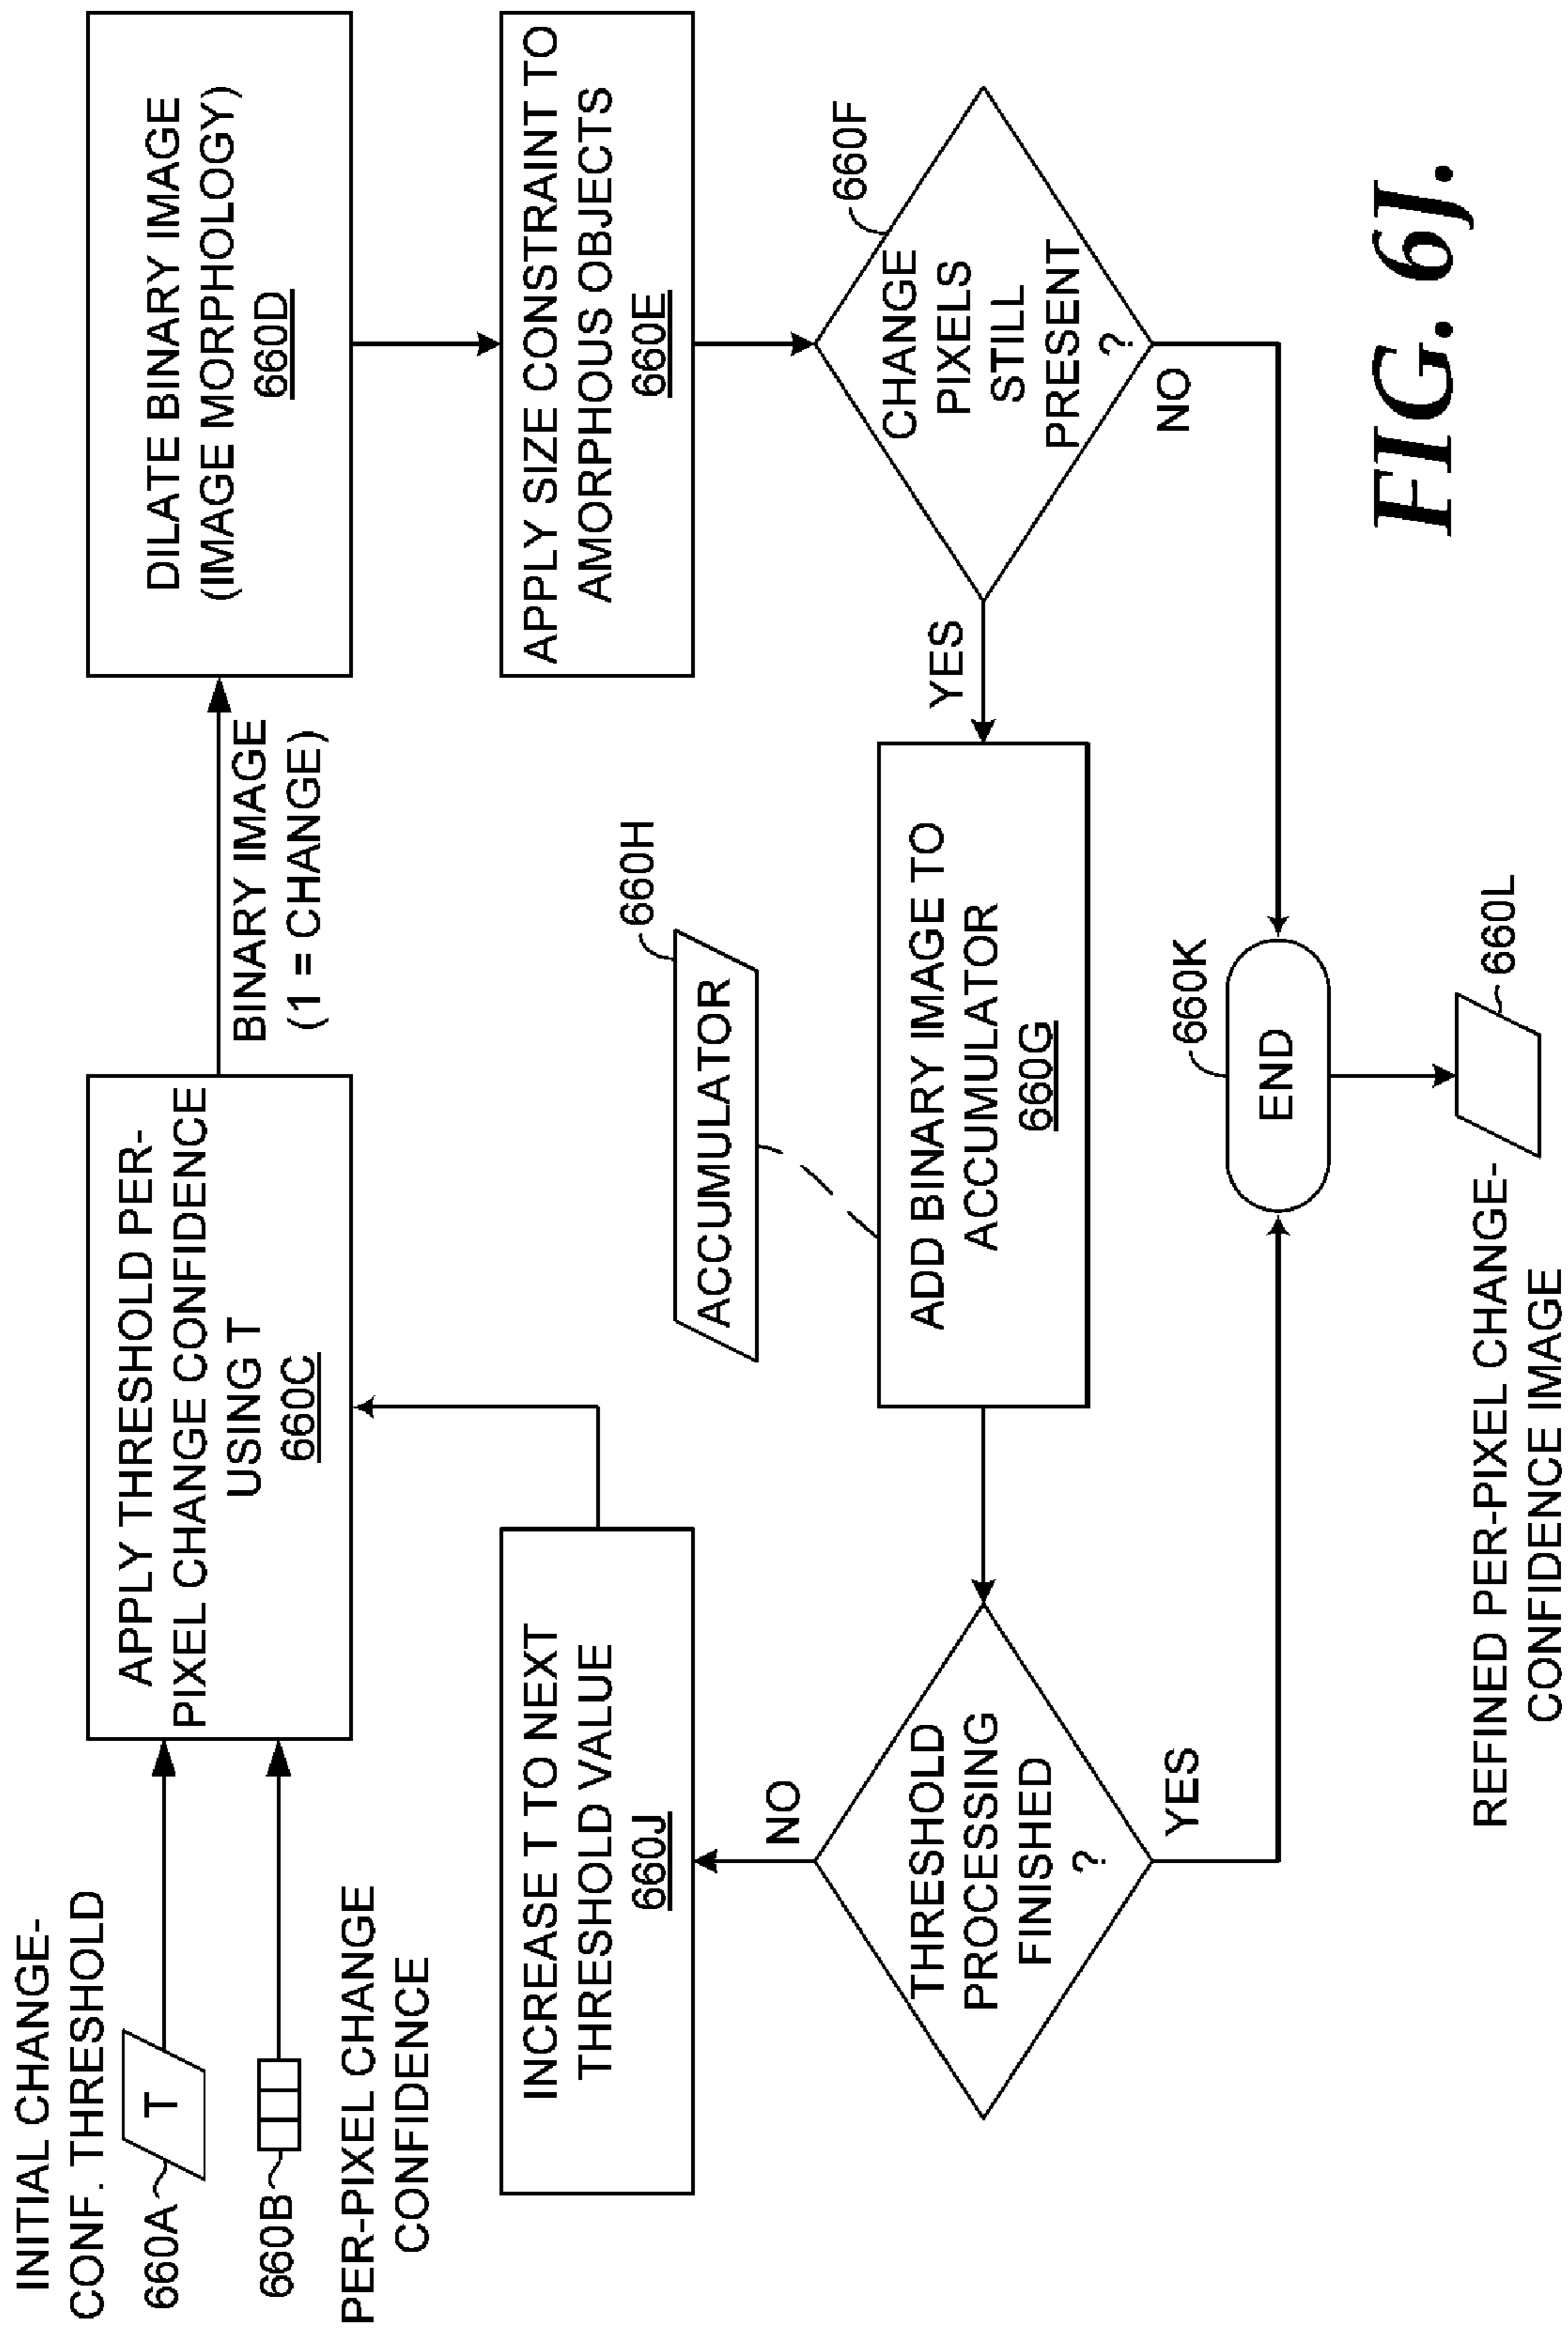 INITIAL CHANGE-
CONF. THRESHOLD
T
660A
660B
PER-PIXEL CHANGE
CONFIDENCE
APPLY THRESHOLD PER-
PIXEL CHANGE CONFIDENCE
USING T
660C
BINARY IMAGE
(1 = CHANGE)
DILATE BINARY IMAGE
(IMAGE MORPHOLOGY)
660D
APPLY SIZE CONSTRAINT TO
AMORPHOUS OBJECTS
660E
660F
CHANGE
PIXELS
STILL
PRESENT
?
YES
NO
660H
ACCUMULATOR
ADD BINARY IMAGE TO
ACCUMULATOR
660G
THRESHOLD
PROCESSING
FINISHED
?
NO
YES
INCREASE T TO NEXT
THRESHOLD VALUE
660J
660K
END
660L
REFINED PER-PIXEL CHANGE-
CONFIDENCE IMAGE
FIG. 6J.